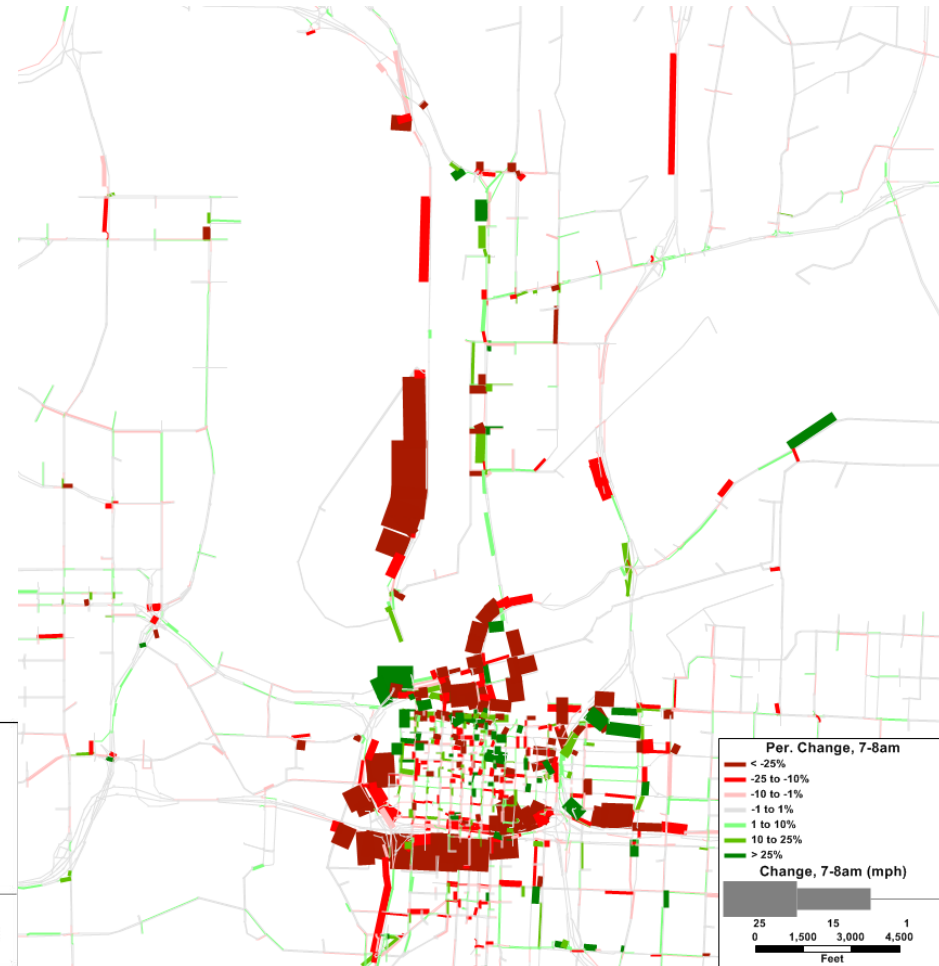 Per. Change, 7-8am
< -25%
-25 to -10%
-10 to -1%
-1 to 1%
1 to 10%
10 to 25%
> 25%
Change, 7-8am (mph)
25 15 1
0 1,500 3,000 4,500
Feet